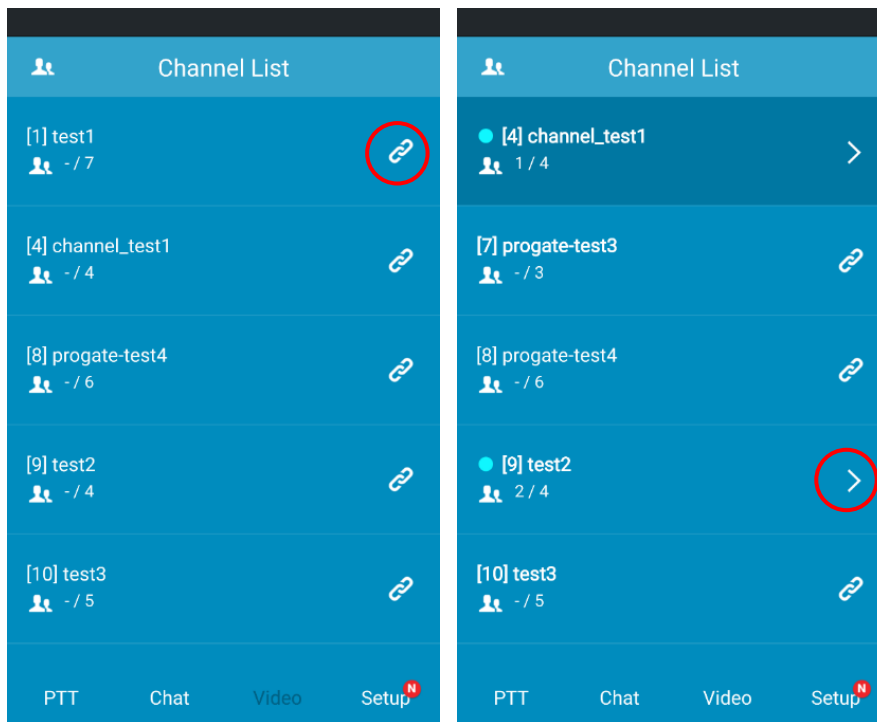 Channel List
[1] test1
- / 7
[4] channel_test1
- / 4
[8] progate-test4
- / 6
[9] test2
- / 4
[10] test3
- / 5
PTT Chat Video Setup N
Channel List
[4] channel_test1
1 / 4
[7] progate-test3
- / 3
[8] progate-test4
- / 6
[9] test2
2 / 4
[10] test3
- / 5
PTT Chat Video Setup N